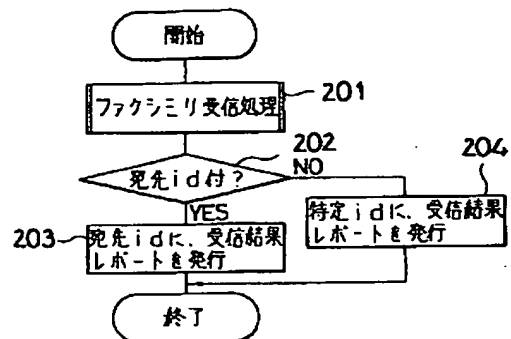 開始
ファクシミリ受信処理
201
202
宛先id付?
NO
204
YES
203
宛先idに、受信結果
レポートを発行
特定idに、受信結果
レポートを発行
終了